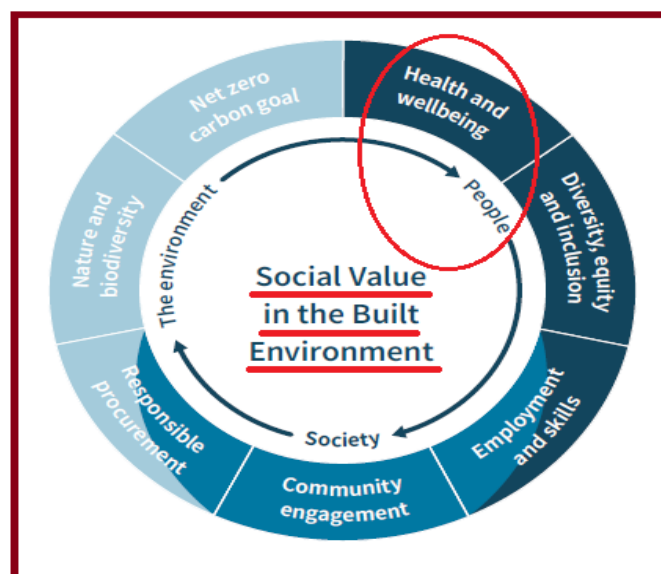 Net zero
carbon goal
Health and
wellbeing
Nature and
biodiversity
The environment
People
Diversity, equity
and inclusion
Social Value
in the Built
Environment
Responsible
procurement
Society
Employment
and skills
Community
engagement